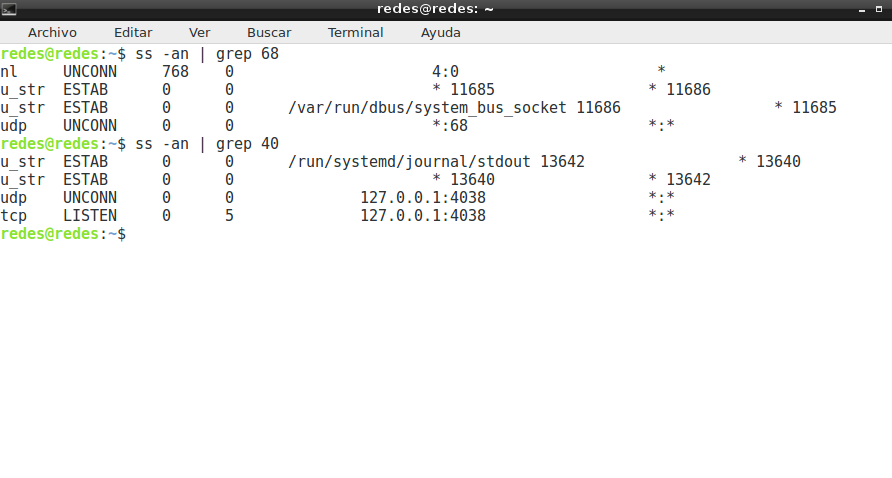 redes@redes: ~
Archivo Editar Ver Buscar Terminal Ayuda
redes@redes:~$ ss -an | grep 68
nl UNCONN 768 0 4:0 *
u_str ESTAB 0 0 * 11685 * 11686
u_str ESTAB 0 0 /var/run/dbus/system_bus_socket 11686 * 11685
udp UNCONN 0 0 *:68 *:*
redes@redes:~$ ss -an | grep 40
u_str ESTAB 0 0 /run/systemd/journal/stdout 13642 * 13640
u_str ESTAB 0 0 * 13640 * 13642
udp UNCONN 0 0 127.0.0.1:4038 *:*
tcp LISTEN 0 5 127.0.0.1:4038 *:*
redes@redes:~$